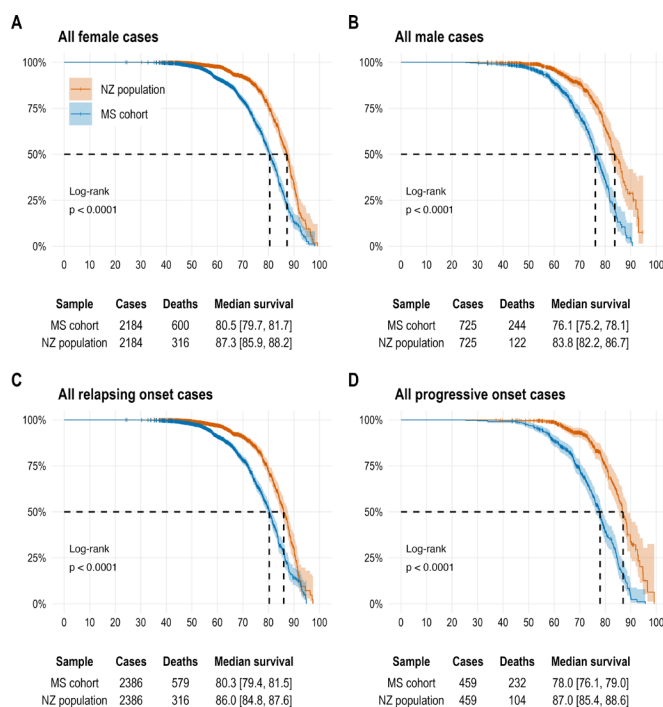 A
All female cases
100%
75%
50%
25%
0%
NZ population
MS cohort
Log-rank
p < 0.0001
0 10 20 30 40 50 60 70 80 90 100
Sample Cases Deaths Median survival
MS cohort 2184 600 80.5 [79.7, 81.7]
NZ population 2184 316 87.3 [85.9, 88.2]
B
All male cases
100%
75%
50%
25%
0%
Log-rank
p < 0.0001
0 10 20 30 40 50 60 70 80 90 100
Sample Cases Deaths Median survival
MS cohort 725 244 76.1 [75.2, 78.1]
NZ population 725 122 83.8 [82.2, 86.7]
C
All relapsing onset cases
100%
75%
50%
25%
0%
Log-rank
p < 0.0001
0 10 20 30 40 50 60 70 80 90 100
Sample Cases Deaths Median survival
MS cohort 2386 579 80.3 [79.4, 81.5]
NZ population 2386 316 86.0 [84.8, 87.6]
D
All progressive onset cases
100%
75%
50%
25%
0%
Log-rank
p < 0.0001
0 10 20 30 40 50 60 70 80 90 100
Sample Cases Deaths Median survival
MS cohort 459 232 78.0 [76.1, 79.0]
NZ population 459 104 87.0 [85.4, 88.6]